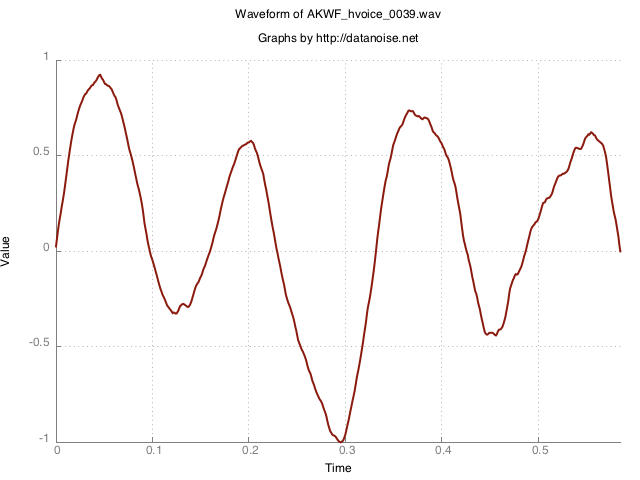 Waveform of AKWF_hvoice_0039.wav
Graphs by http://datanoise.net
1
0.5
0
-0.5
-1
Value
0 0.1 0.2 0.3 0.4 0.5
Time